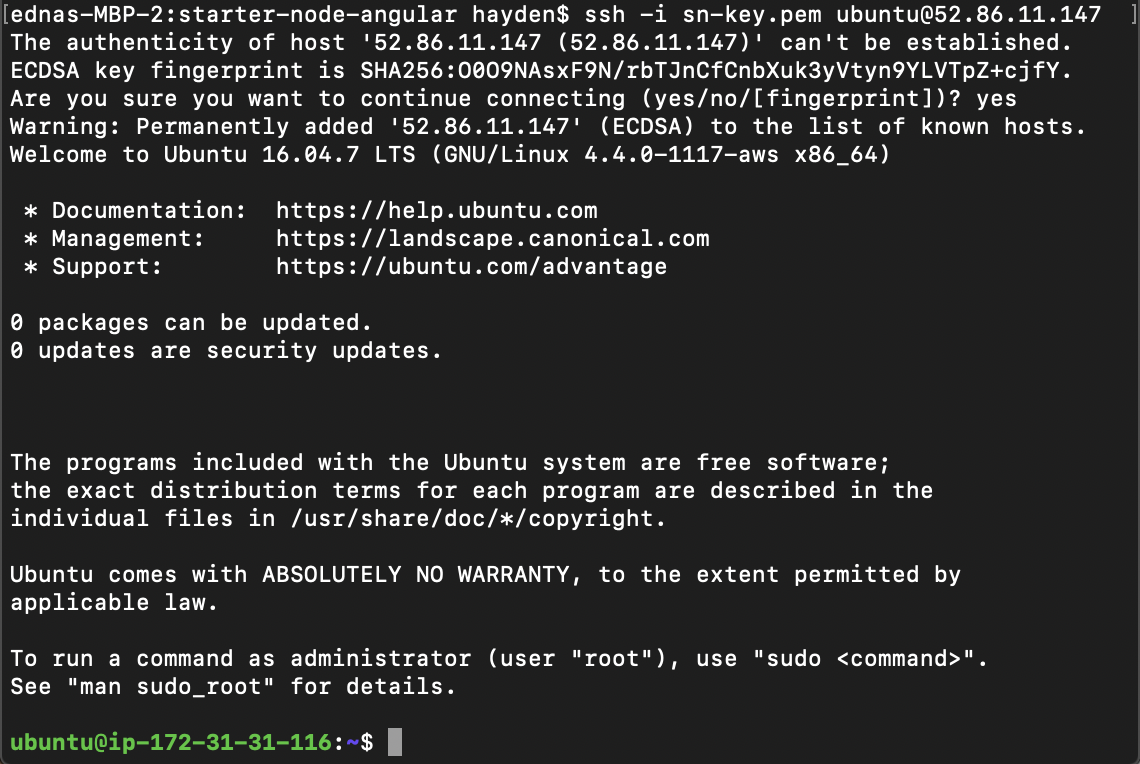 [ednas-MBP-2:starter-node-angular hayden$ ssh -i sn-key.pem ubuntu@52.86.11.147 ]
The authenticity of host '52.86.11.147 (52.86.11.147)' can't be established.
ECDSA key fingerprint is SHA256:O0O9NAsxF9N/rbTJnCfCnbXuk3yVtyn9YLVTpZ+cjfY.
Are you sure you want to continue connecting (yes/no/[fingerprint])? yes
Warning: Permanently added '52.86.11.147' (ECDSA) to the list of known hosts.
Welcome to Ubuntu 16.04.7 LTS (GNU/Linux 4.4.0-1117-aws x86_64)
* Documentation:  https://help.ubuntu.com
* Management:     https://landscape.canonical.com
* Support:        https://ubuntu.com/advantage
0 packages can be updated.
0 updates are security updates.
The programs included with the Ubuntu system are free software;
the exact distribution terms for each program are described in the
individual files in /usr/share/doc/*/copyright.
Ubuntu comes with ABSOLUTELY NO WARRANTY, to the extent permitted by
applicable law.
To run a command as administrator (user "root"), use "sudo <command>".
See "man sudo_root" for details.
ubuntu@ip-172-31-31-116:~$